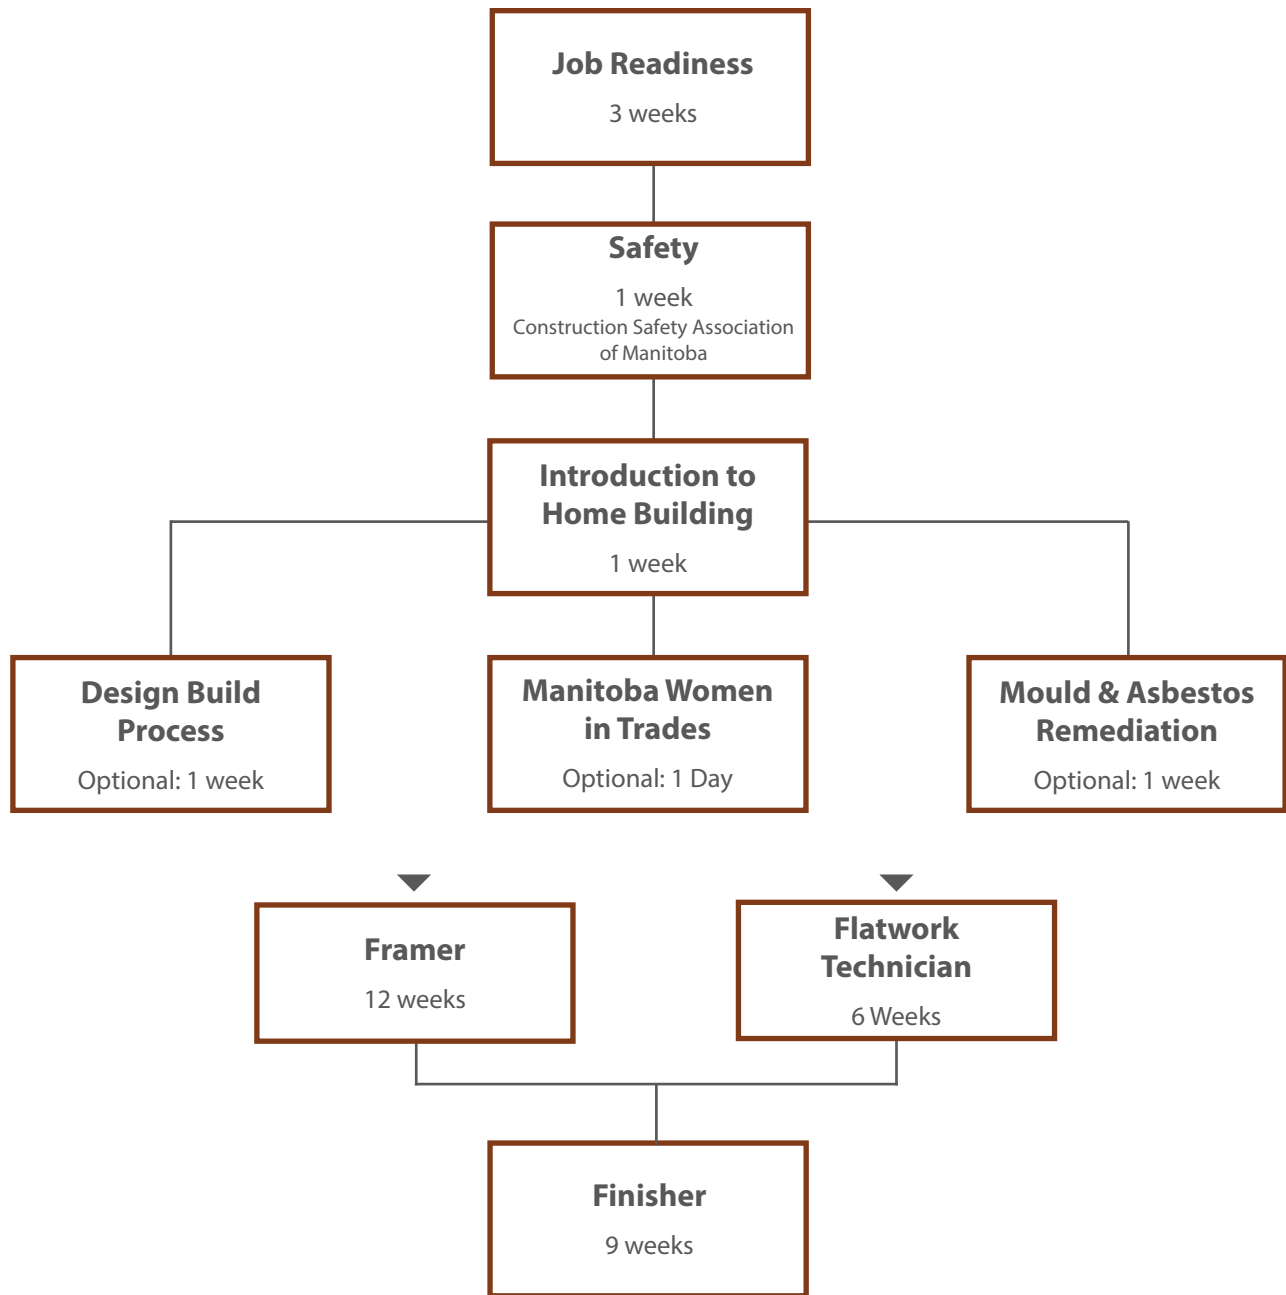 Job Readiness
3 weeks
Safety
1 week
Construction Safety Association
of Manitoba
Introduction to
Home Building
1 week
Design Build
Process
Optional: 1 week
Manitoba Women
in Trades
Optional: 1 Day
Mould & Asbestos
Remediation
Optional: 1 week
Framer
12 weeks
Flatwork
Technician
6 Weeks
Finisher
9 weeks